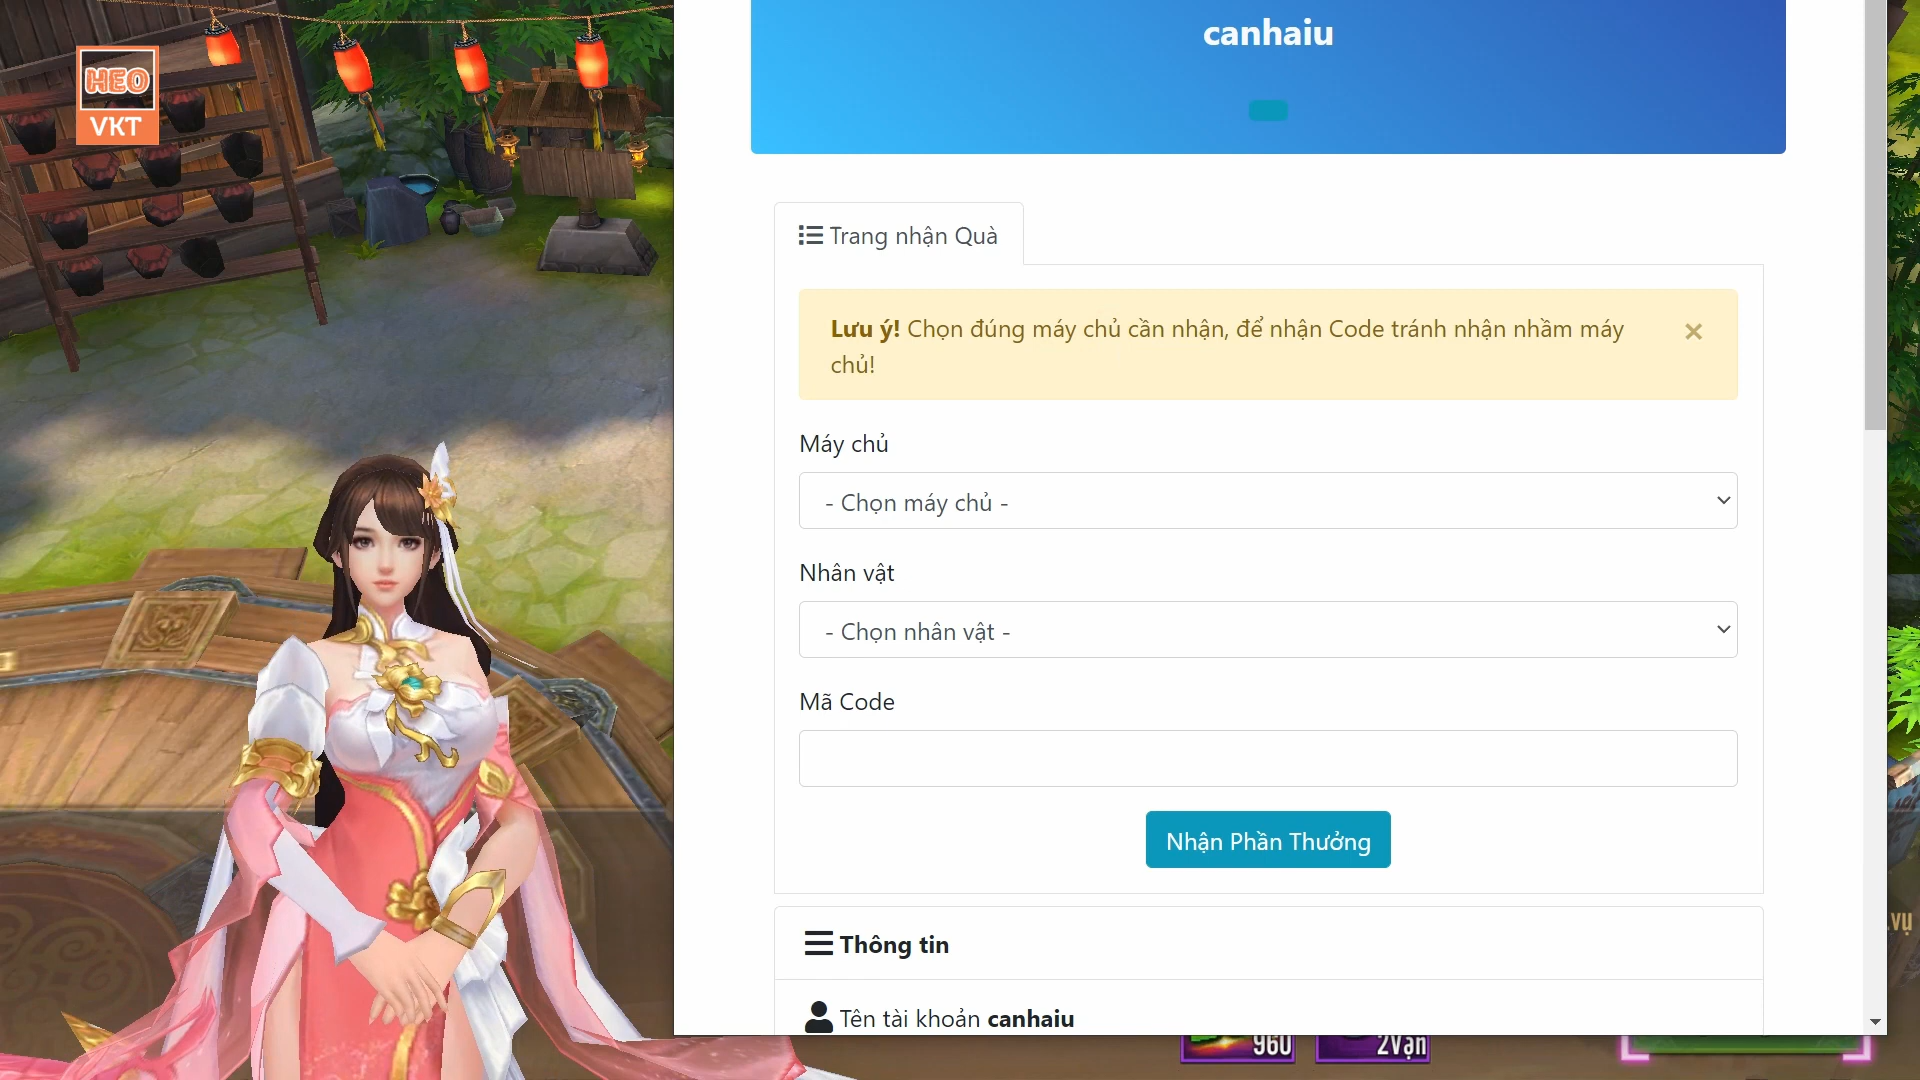 HEO
VKT
canhaiu
Trang nhận Quà
Lưu ý! Chọn đúng máy chủ cần nhận, để nhận Code tránh nhận nhầm máy
chủ!
Máy chủ
- Chọn máy chủ -
Nhân vật
- Chọn nhân vật -
Mã Code
Nhận Phần Thưởng
Thông tin
Tên tài khoản canhaiu
vụ
960
2Vạn